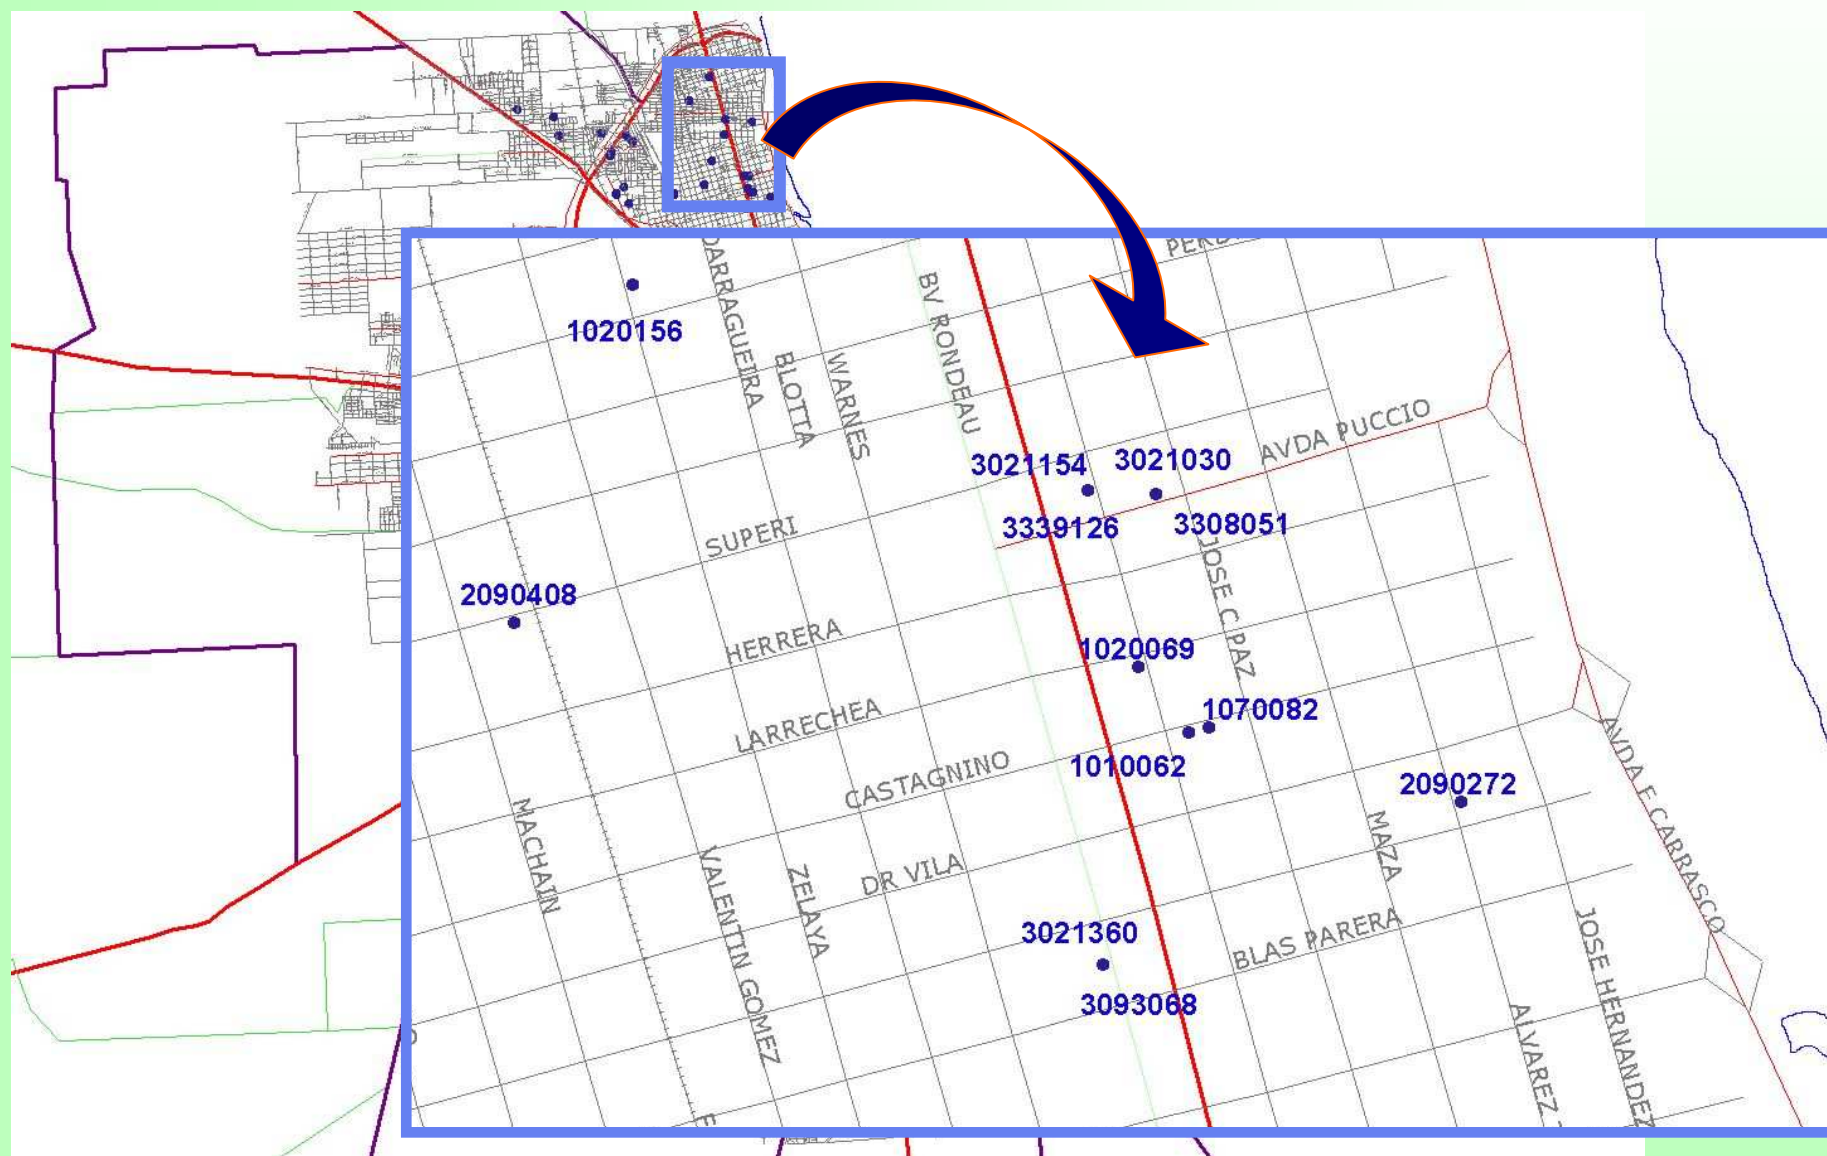 DARRAGUEIRA
1020156
BV RONDEAU
BLOTTA
WARNES
AVDA PUCCIO
3021154
3021030
SUPERI
3339126
3308051
JOSE C PAZ
2090408
HERRERA
1020069
LARRECHEA
1070082
CASTAGNINO
1010062
2090272
AVDA E CARRASCO
MACHAIN
MAZA
VALENTIN GOMEZ
ZELAYA
DR VILA
3021360
BLAS PARERA
JOSE HERNANDEZ
3093068
ALVAREZ